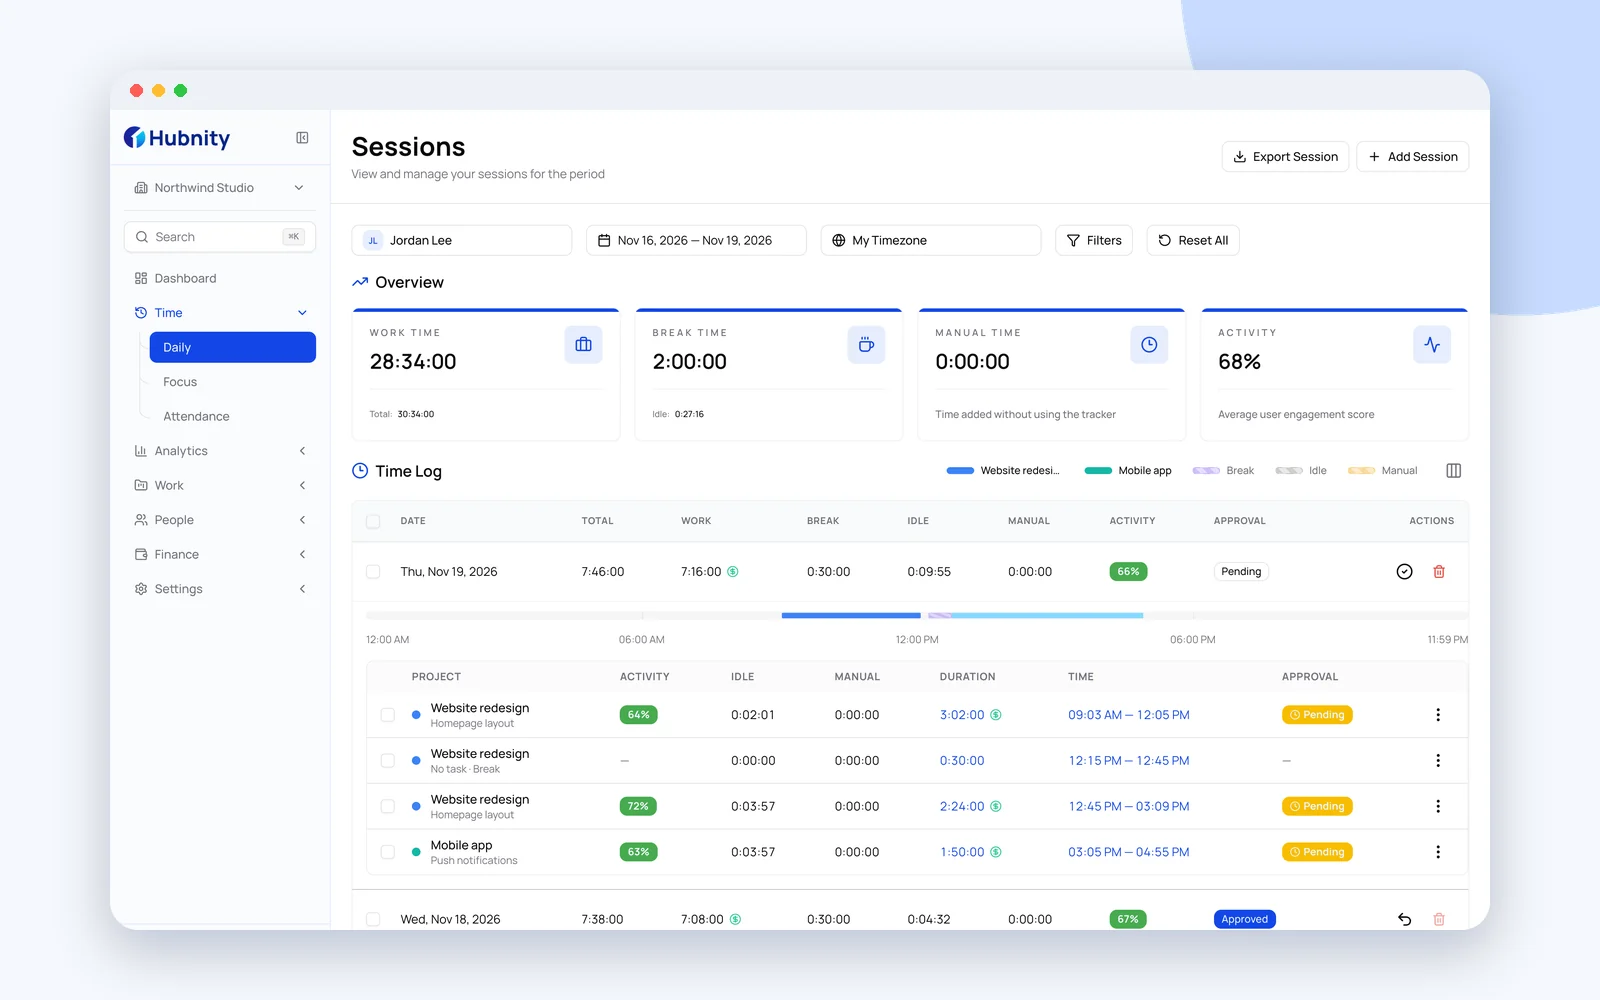 Hubnity
Northwind Studio
Search ⌘K
Dashboard
Time
Daily
Focus
Attendance
Analytics
Work
People
Finance
Settings
Sessions
View and manage your sessions for the period
Export Session
Add Session
JL Jordan Lee
Nov 16, 2026 — Nov 19, 2026
My Timezone
Filters
Reset All
Overview
WORK TIME
28:34:00
Total: 30:34:00
BREAK TIME
2:00:00
Idle: 0:27:16
MANUAL TIME
0:00:00
Time added without using the tracker
ACTIVITY
68%
Average user engagement score
Time Log
Website redesi... Mobile app Break Idle Manual
DATE TOTAL WORK BREAK IDLE MANUAL ACTIVITY APPROVAL ACTIONS
Thu, Nov 19, 2026 7:46:00 7:16:00 0:30:00 0:09:55 0:00:00 66% Pending
12:00 AM 06:00 AM 12:00 PM 06:00 PM 11:59 PM
PROJECT ACTIVITY IDLE MANUAL DURATION TIME APPROVAL
Website redesign 64% 0:02:01 0:00:00 3:02:00 09:03 AM — 12:05 PM Pending
Homepage layout
Website redesign — 0:00:00 0:00:00 0:30:00 12:15 PM — 12:45 PM —
No task · Break
Website redesign 72% 0:03:57 0:00:00 2:24:00 12:45 PM — 03:09 PM Pending
Homepage layout
Mobile app 63% 0:03:57 0:00:00 1:50:00 03:05 PM — 04:55 PM Pending
Push notifications
Wed, Nov 18, 2026 7:38:00 7:08:00 0:30:00 0:04:32 0:00:00 67% Approved